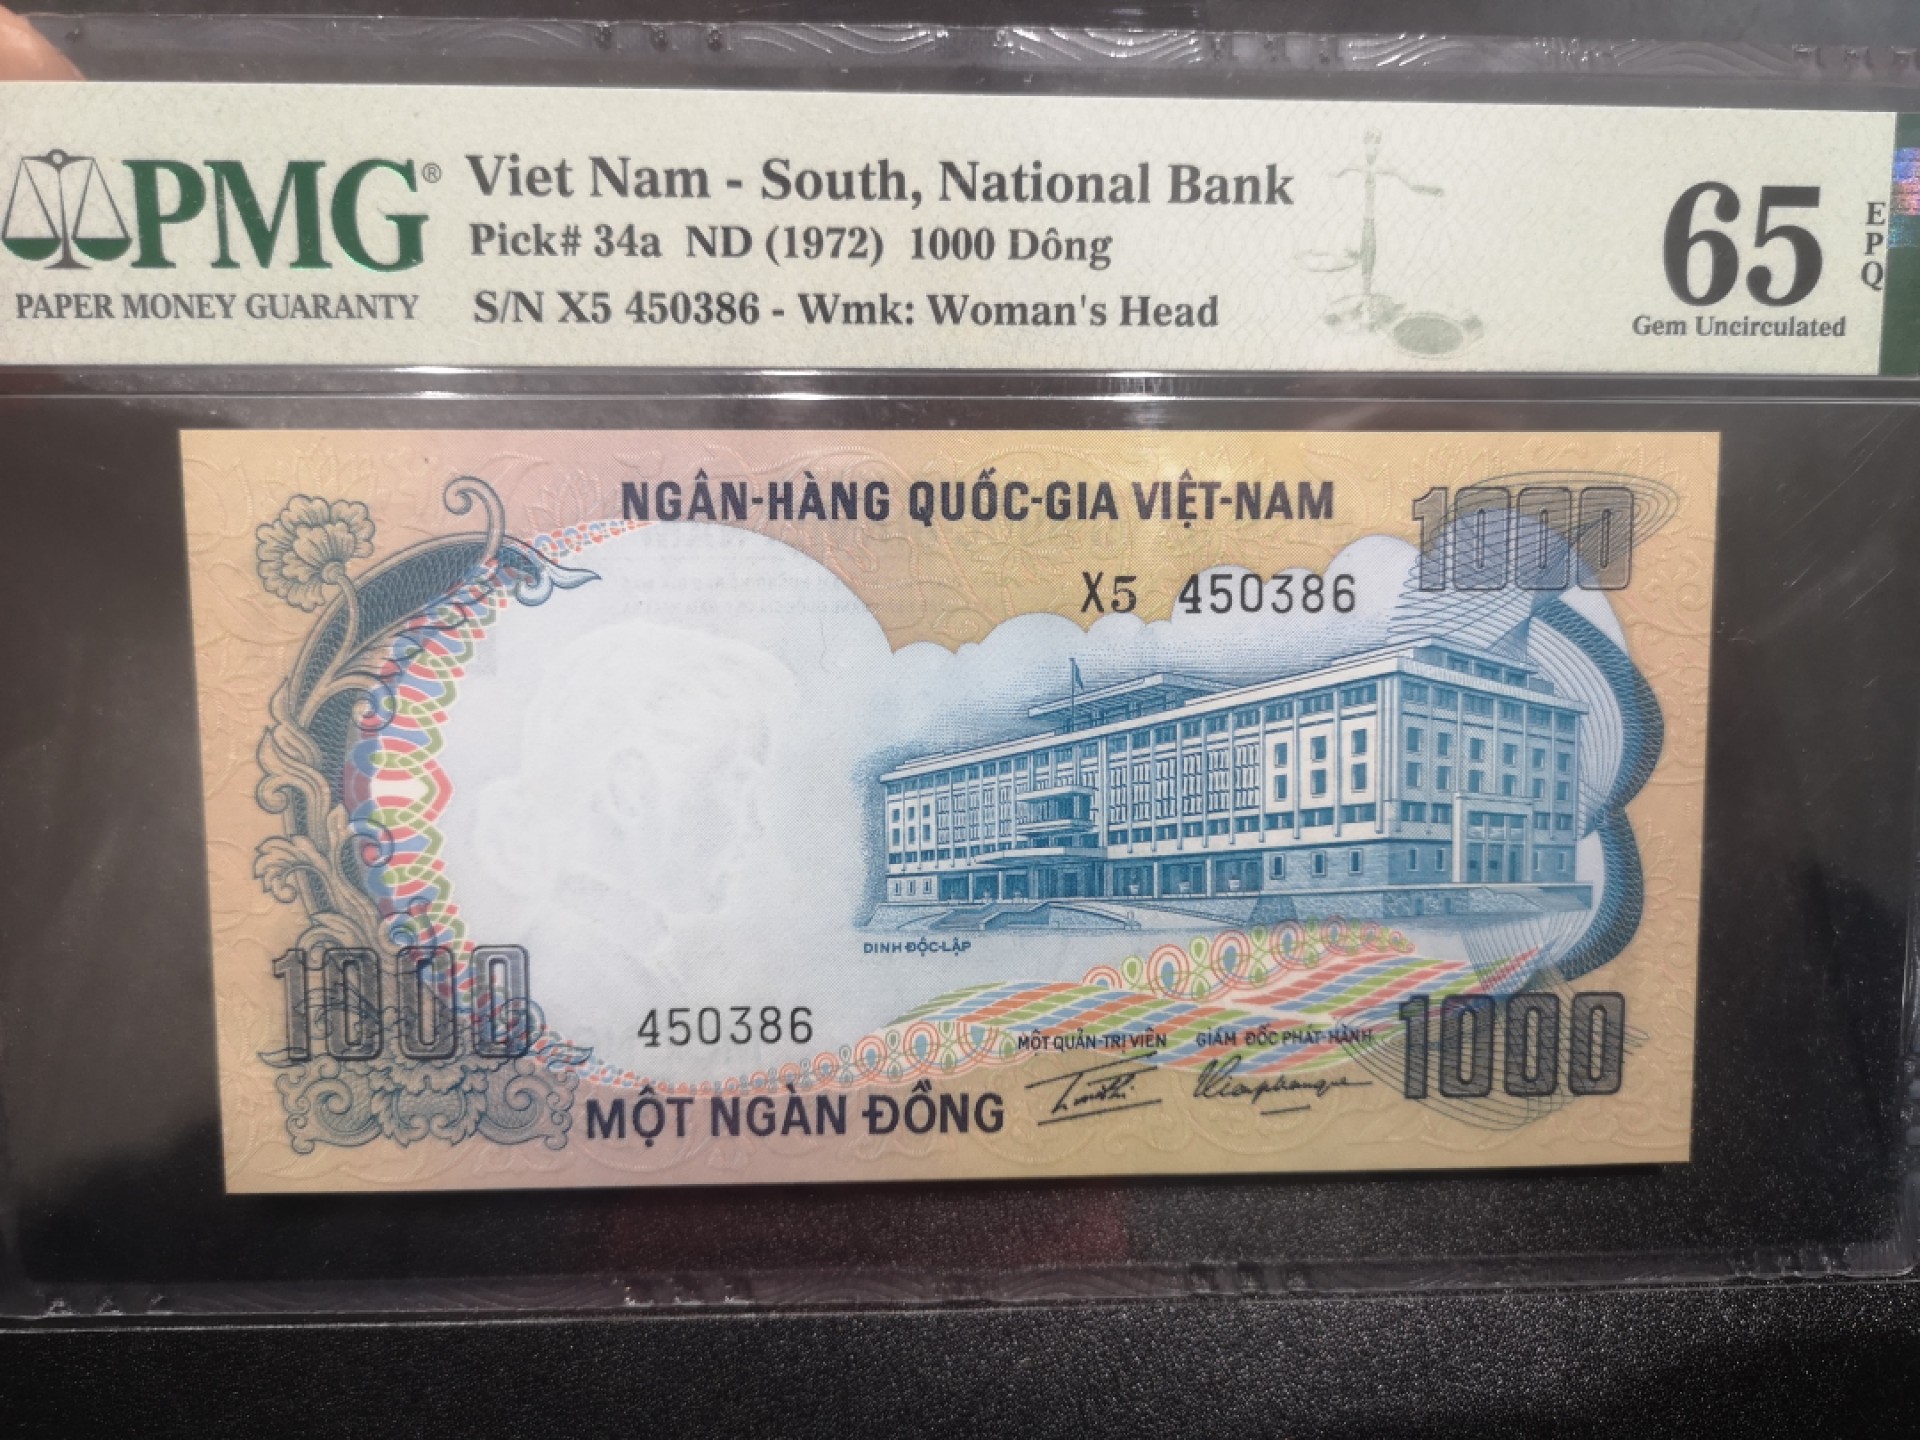 PMG®
PAPER MONEY GUARANTY
Viet Nam - South, National Bank
Pick# 34a ND (1972) 1000 Dông
S/N X5 450386 - Wmk: Woman's Head
65
EPQ
Gem Uncirculated
NGÂN-HÀNG QUỐC-GIA VIỆT-NAM
1000
X5 450386
DINH ĐỘC-LẬP
1000
450386
MỘT QUẢN-TRỊ VIÊN GIÁM ĐỐC PHÁT-HÀNH
1000
MỘT NGÀN ĐỒNG